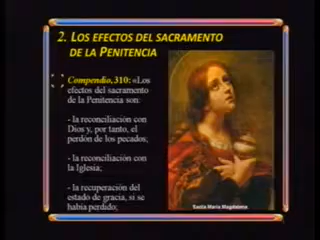 2. LOS EFECTOS DEL SACRAMENTO
DE LA PENITENCIA
Compendio, 310: «Los
efectos del sacramento
de la Penitencia son:
- la reconciliación con
Dios y, por tanto, el
perdón de los pecados;
- la reconciliación con
la Iglesia;
- la recuperación del
estado de gracia, si se
había perdido;
Santa María Magdalena